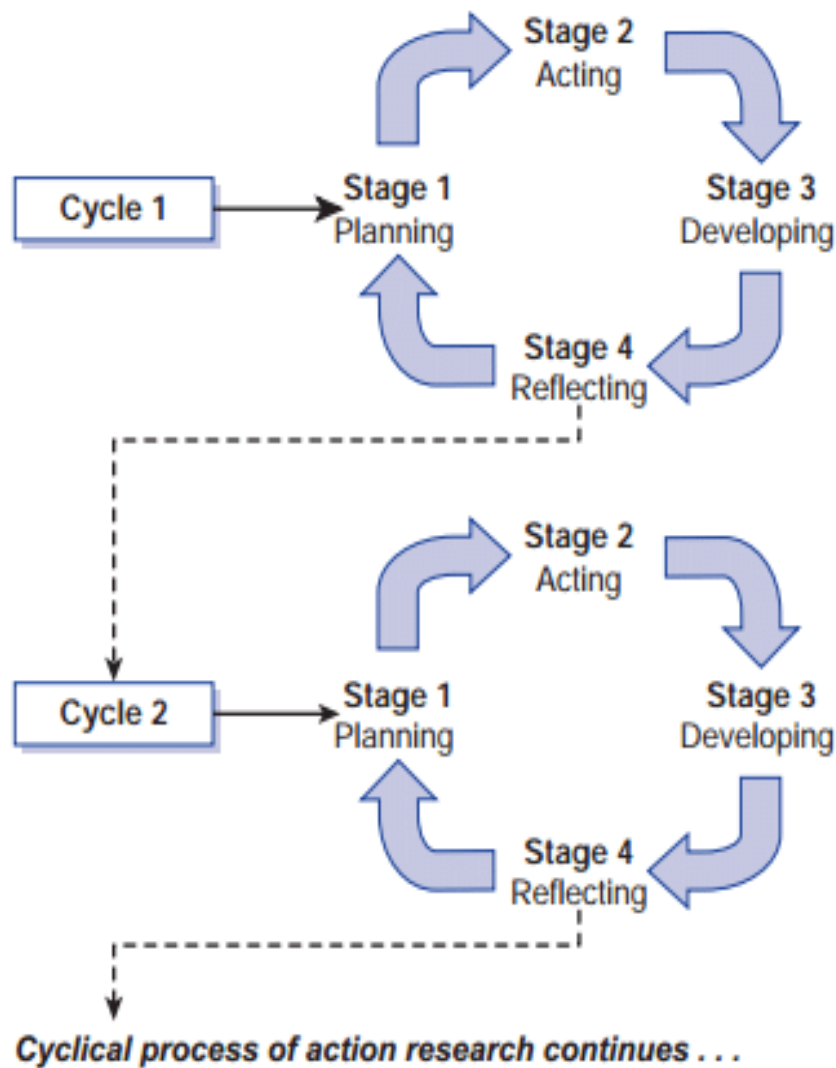 Stage 2
Acting
Cycle 1
Stage 1
Planning
Stage 3
Developing
Stage 4
Reflecting
Stage 2
Acting
Cycle 2
Stage 1
Planning
Stage 3
Developing
Stage 4
Reflecting
Cyclical process of action research continues . . .